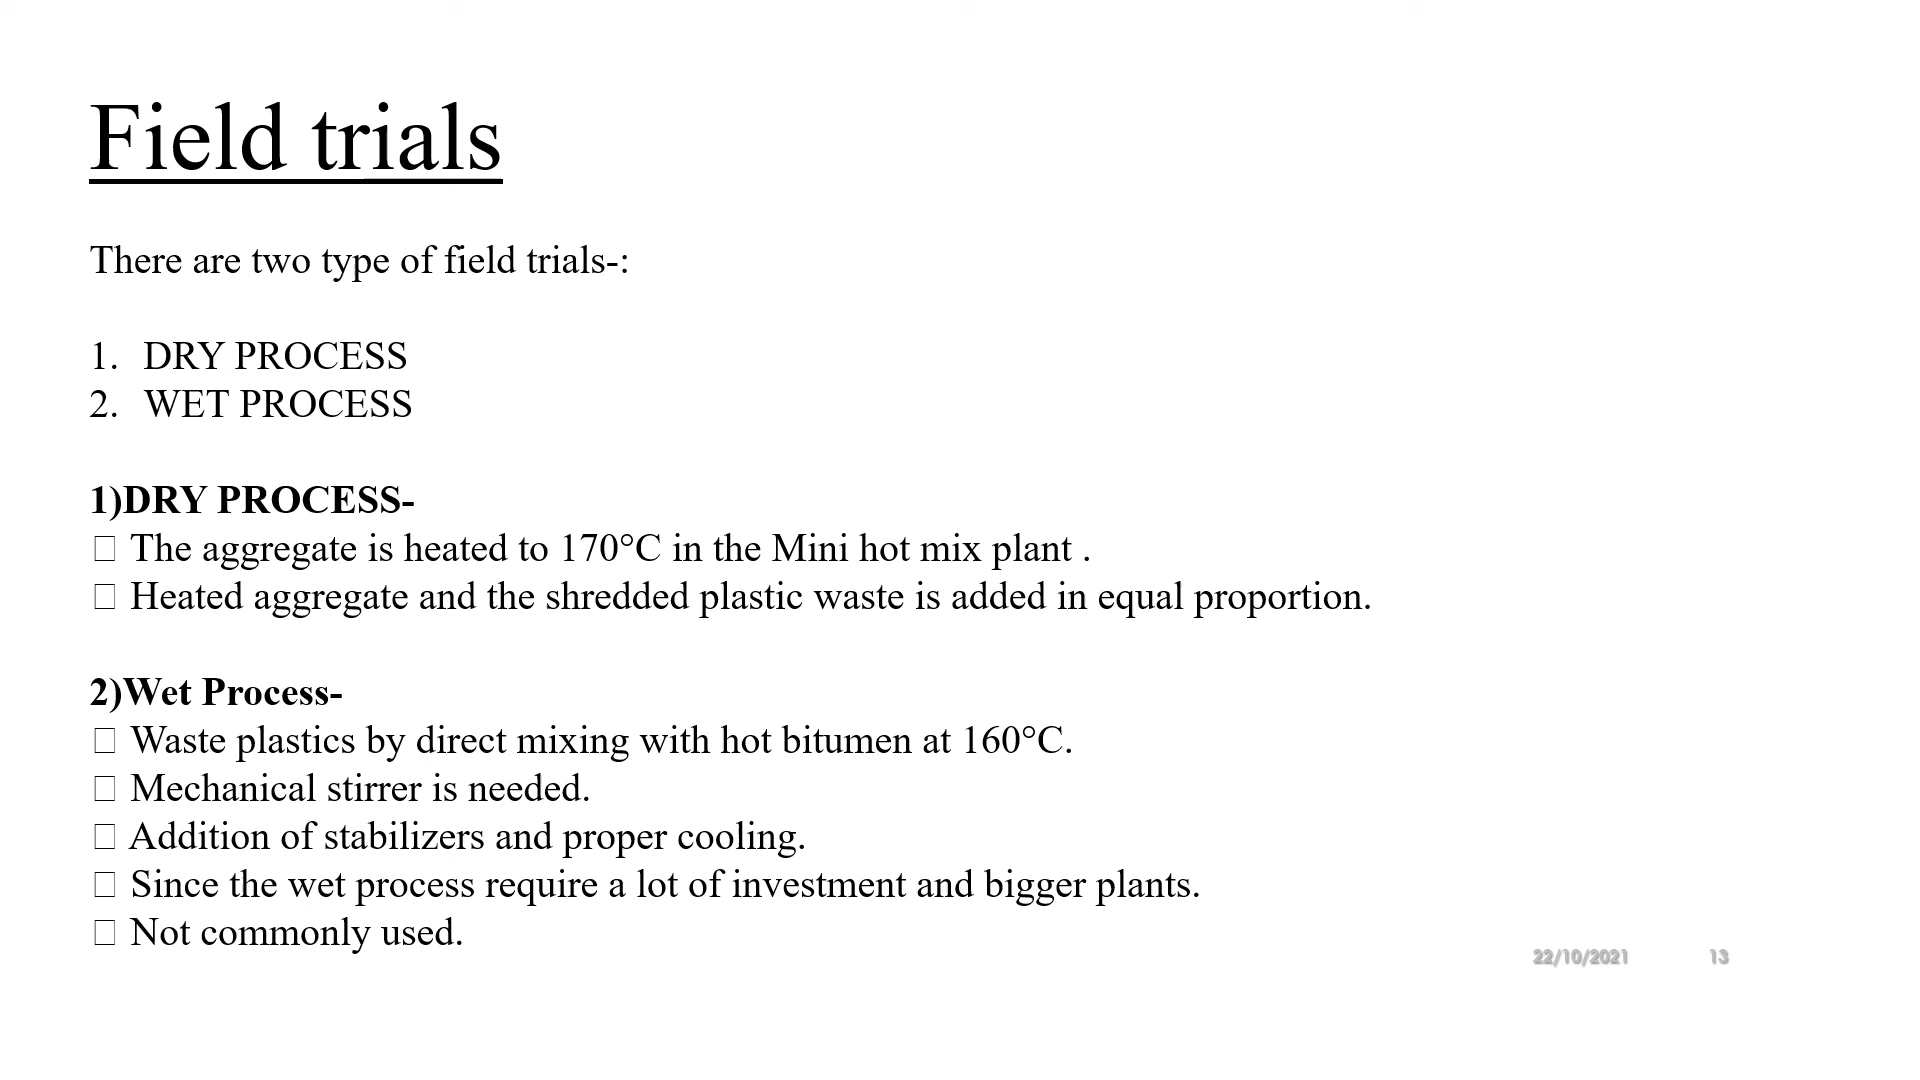 Field trials
There are two type of field trials-:
1. DRY PROCESS
2. WET PROCESS
1)DRY PROCESS-
□ The aggregate is heated to 170°C in the Mini hot mix plant .
□ Heated aggregate and the shredded plastic waste is added in equal proportion.
2)Wet Process-
□ Waste plastics by direct mixing with hot bitumen at 160°C.
□ Mechanical stirrer is needed.
□ Addition of stabilizers and proper cooling.
□ Since the wet process require a lot of investment and bigger plants.
□ Not commonly used.
22/10/2021 13